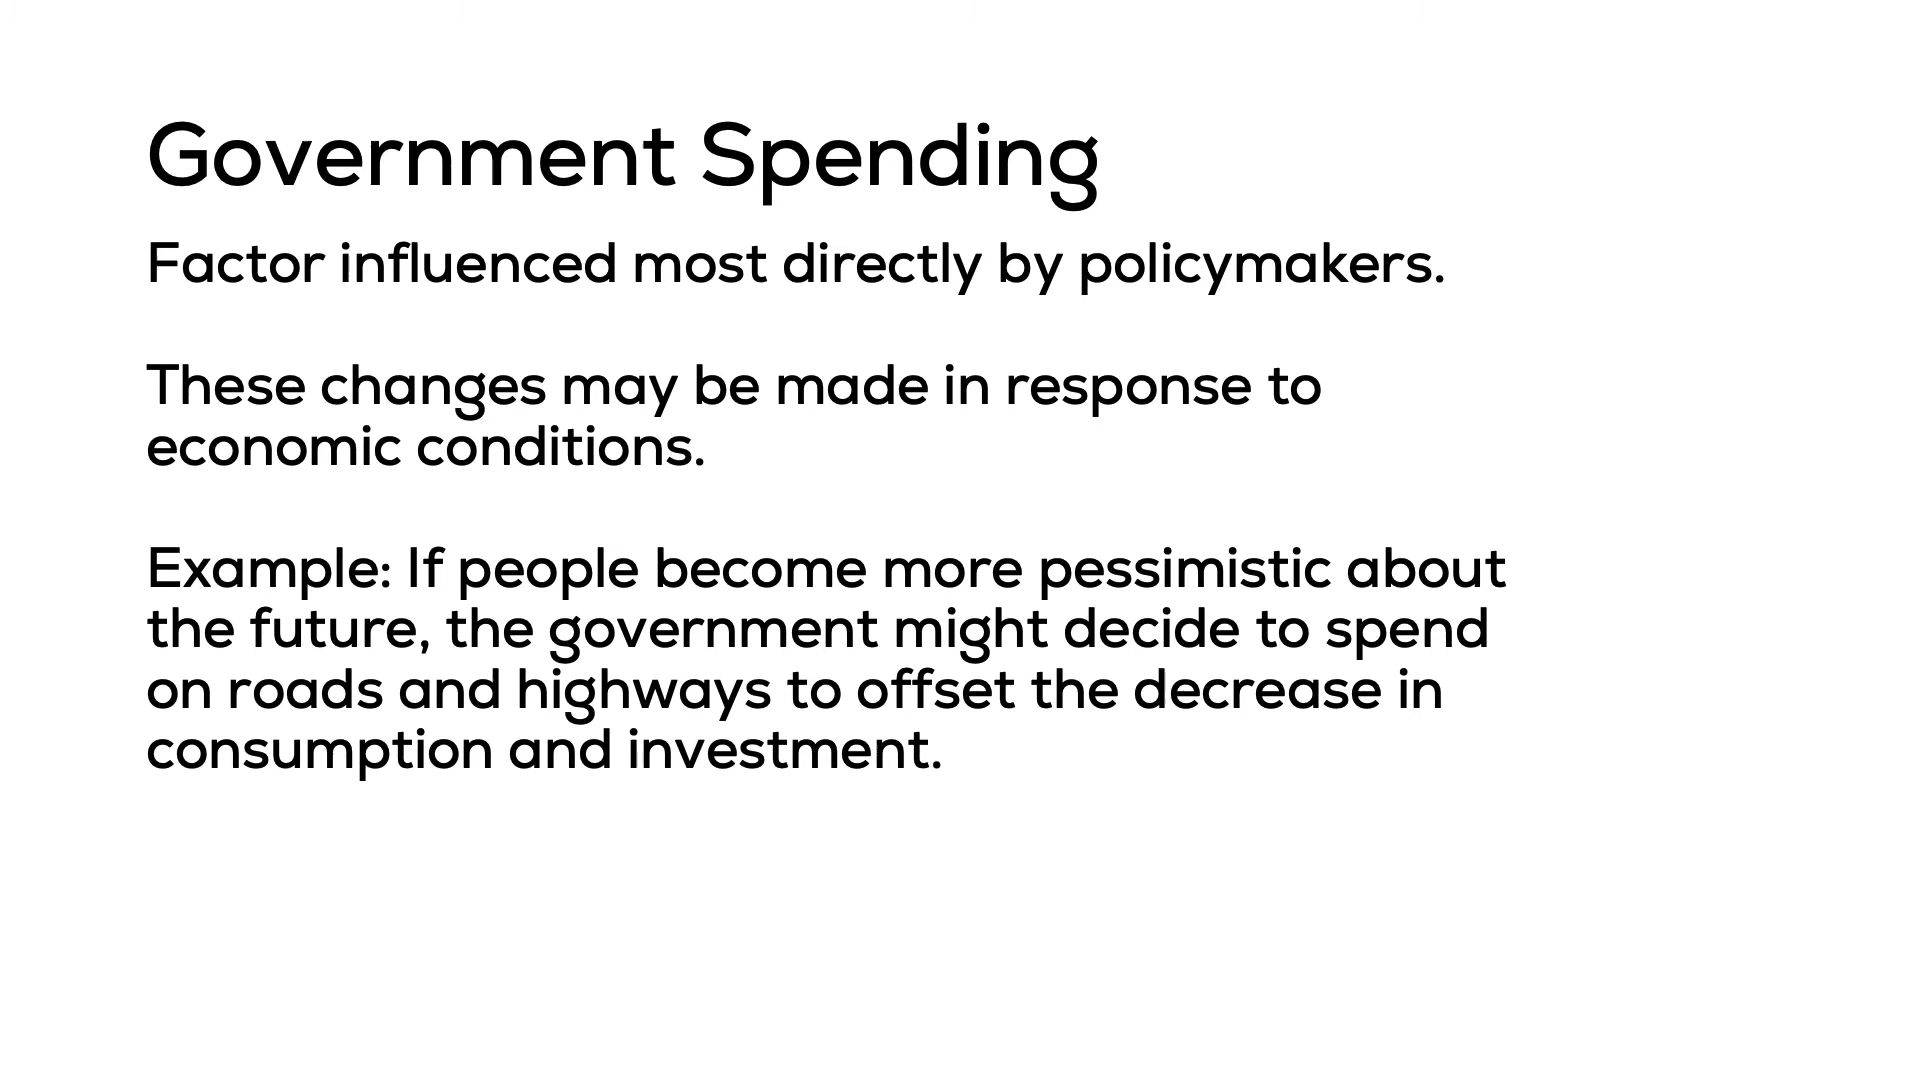 Government Spending
Factor influenced most directly by policymakers.
These changes may be made in response to
economic conditions.
Example: If people become more pessimistic about
the future, the government might decide to spend
on roads and highways to offset the decrease in
consumption and investment.